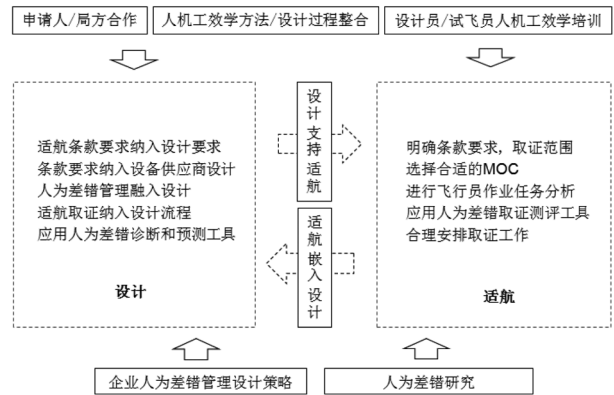 申请人/局方合作
人机工效学方法/设计过程整合
设计员/试飞员人机工效学培训
适航条款要求纳入设计要求
条款要求纳入设备供应商设计
人为差错管理融入设计
适航取证纳入设计流程
应用人为差错诊断和预测工具
设计
设计支持适航
适航嵌入设计
明确条款要求，取证范围
选择合适的MOC
进行飞行员作业任务分析
应用人为差错取证测评工具
合理安排取证工作
适航
企业人为差错管理设计策略
人为差错研究